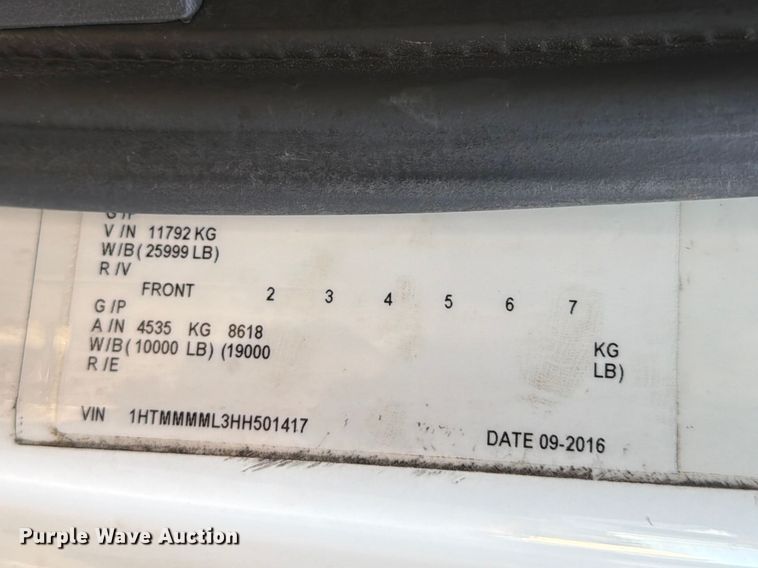 G/P
V/N 11792 KG
W/B (25999 LB)
R/V
FRONT 2 3 4 5 6 7
G/P
A/N 4535 KG 8618 KG
W/B (10000 LB) (19000 LB)
R/E
VIN 1HTMMMML3HH501417 DATE 09-2016
Purple Wave Auction